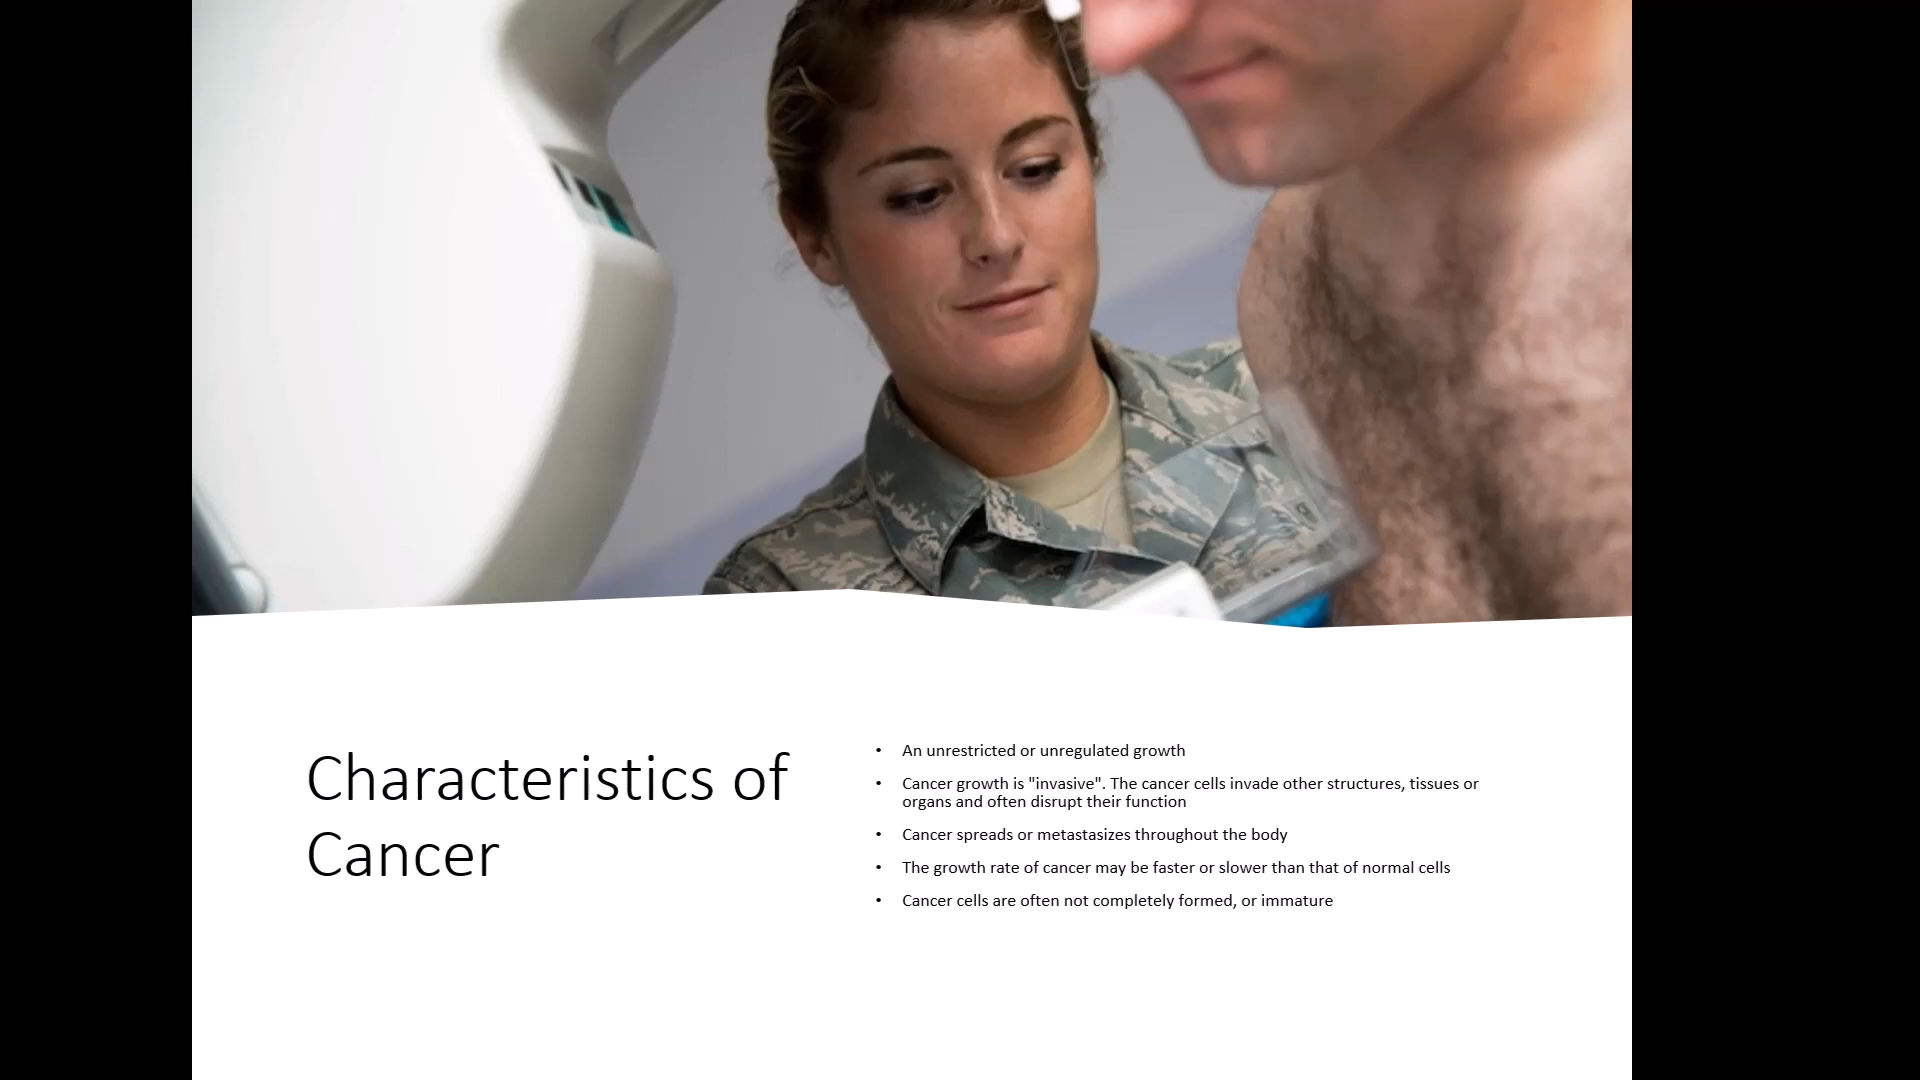 Characteristics of
Cancer
• An unrestricted or unregulated growth
• Cancer growth is "invasive". The cancer cells invade other structures, tissues or
organs and often disrupt their function
• Cancer spreads or metastasizes throughout the body
• The growth rate of cancer may be faster or slower than that of normal cells
• Cancer cells are often not completely formed, or immature